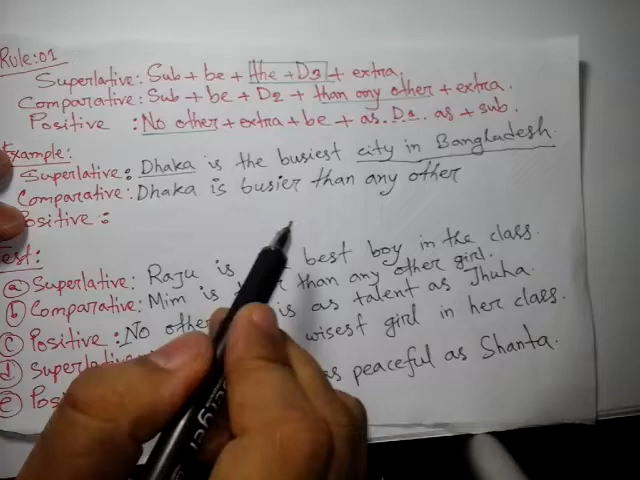 Rule:01
Superlative: Sub + be + the + D3 + extra.
Comparative: Sub + be + D2 + than any other + extra.
Positive : No other + extra + be + as. D1.. as + sub.
Example:
Superlative: Dhaka is the busiest city in Bangladesh.
Comparative: Dhaka is busier than any other
Positive :
Test:
(a) Superlative: Raju is best boy in the class.
(b) Comparative: Mim is than any other girl.
(c) Positive : No other is as talent as Jhuha.
(d) wisest girl in her class.
(e) as peaceful as Shanta.